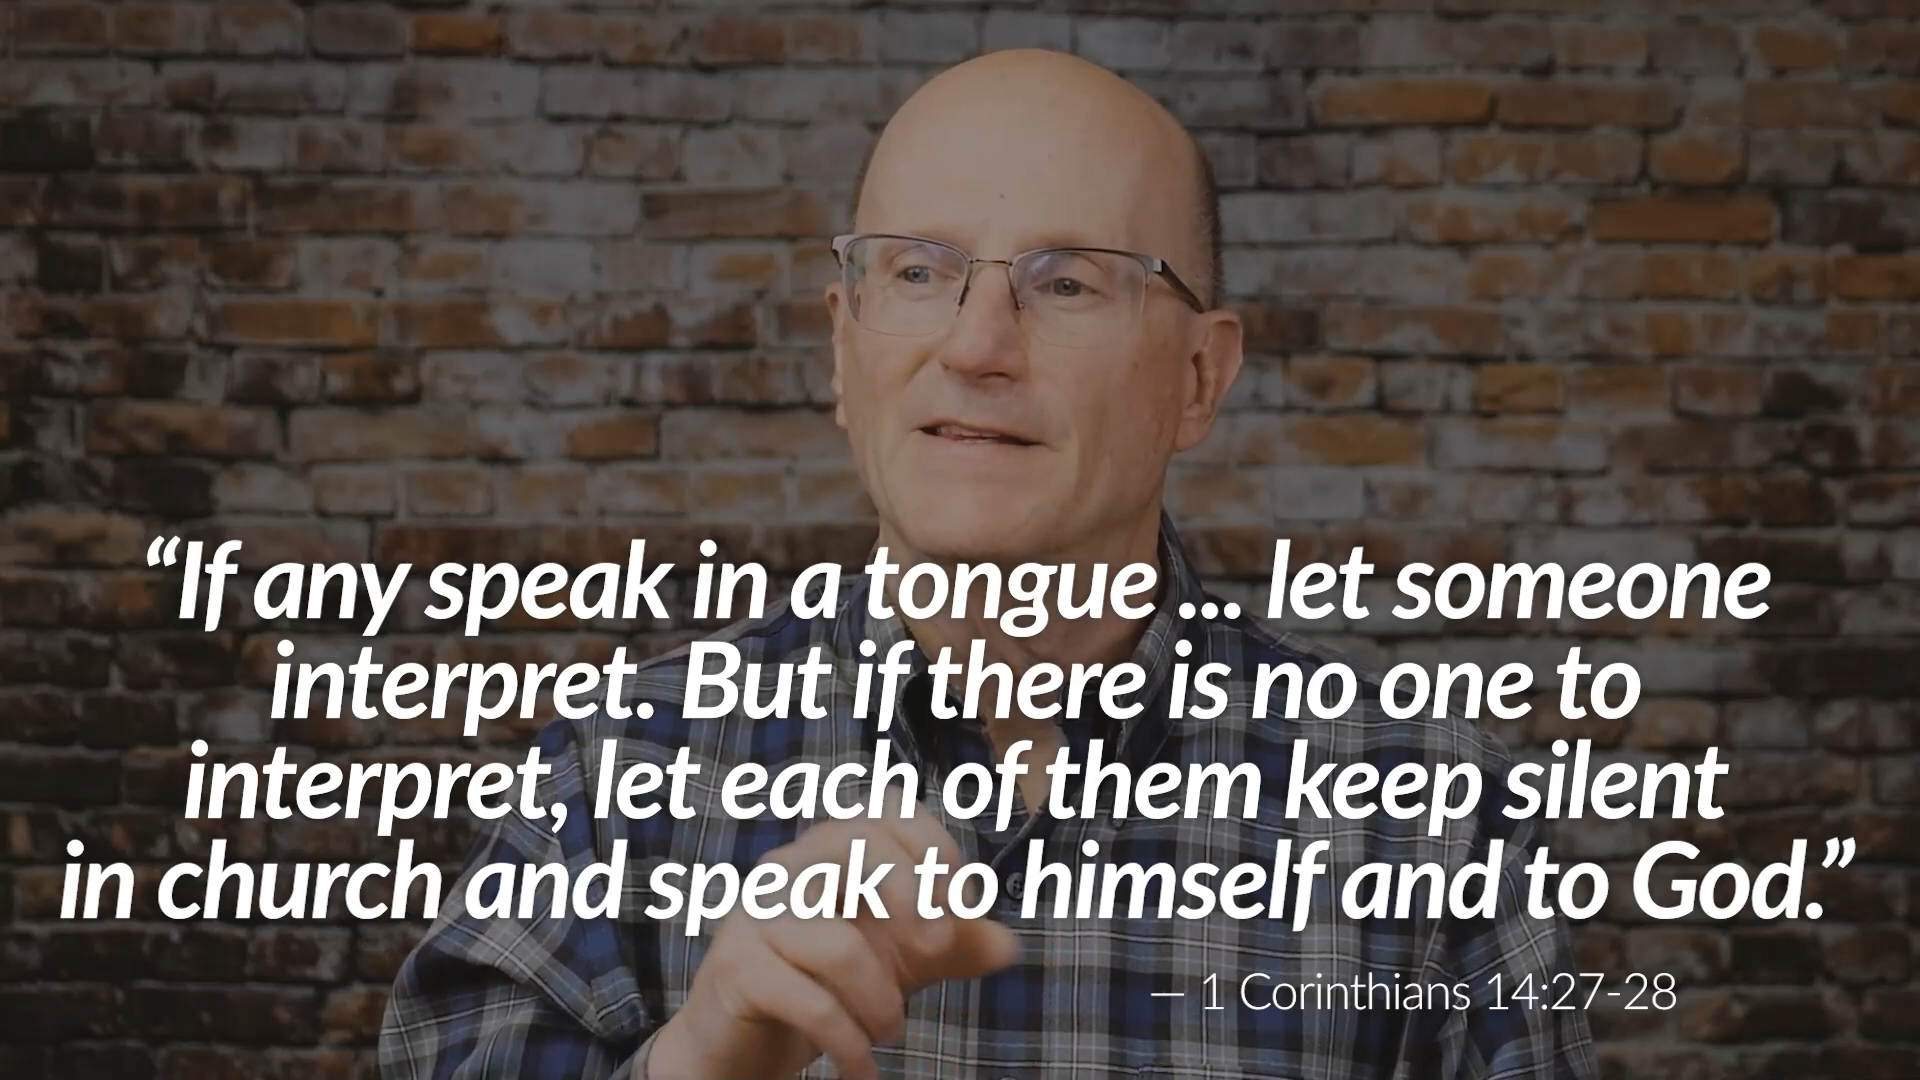 “If any speak in a tongue ... let someone
interpret. But if there is no one to
interpret, let each of them keep silent
in church and speak to himself and to God.”
— 1 Corinthians 14:27-28